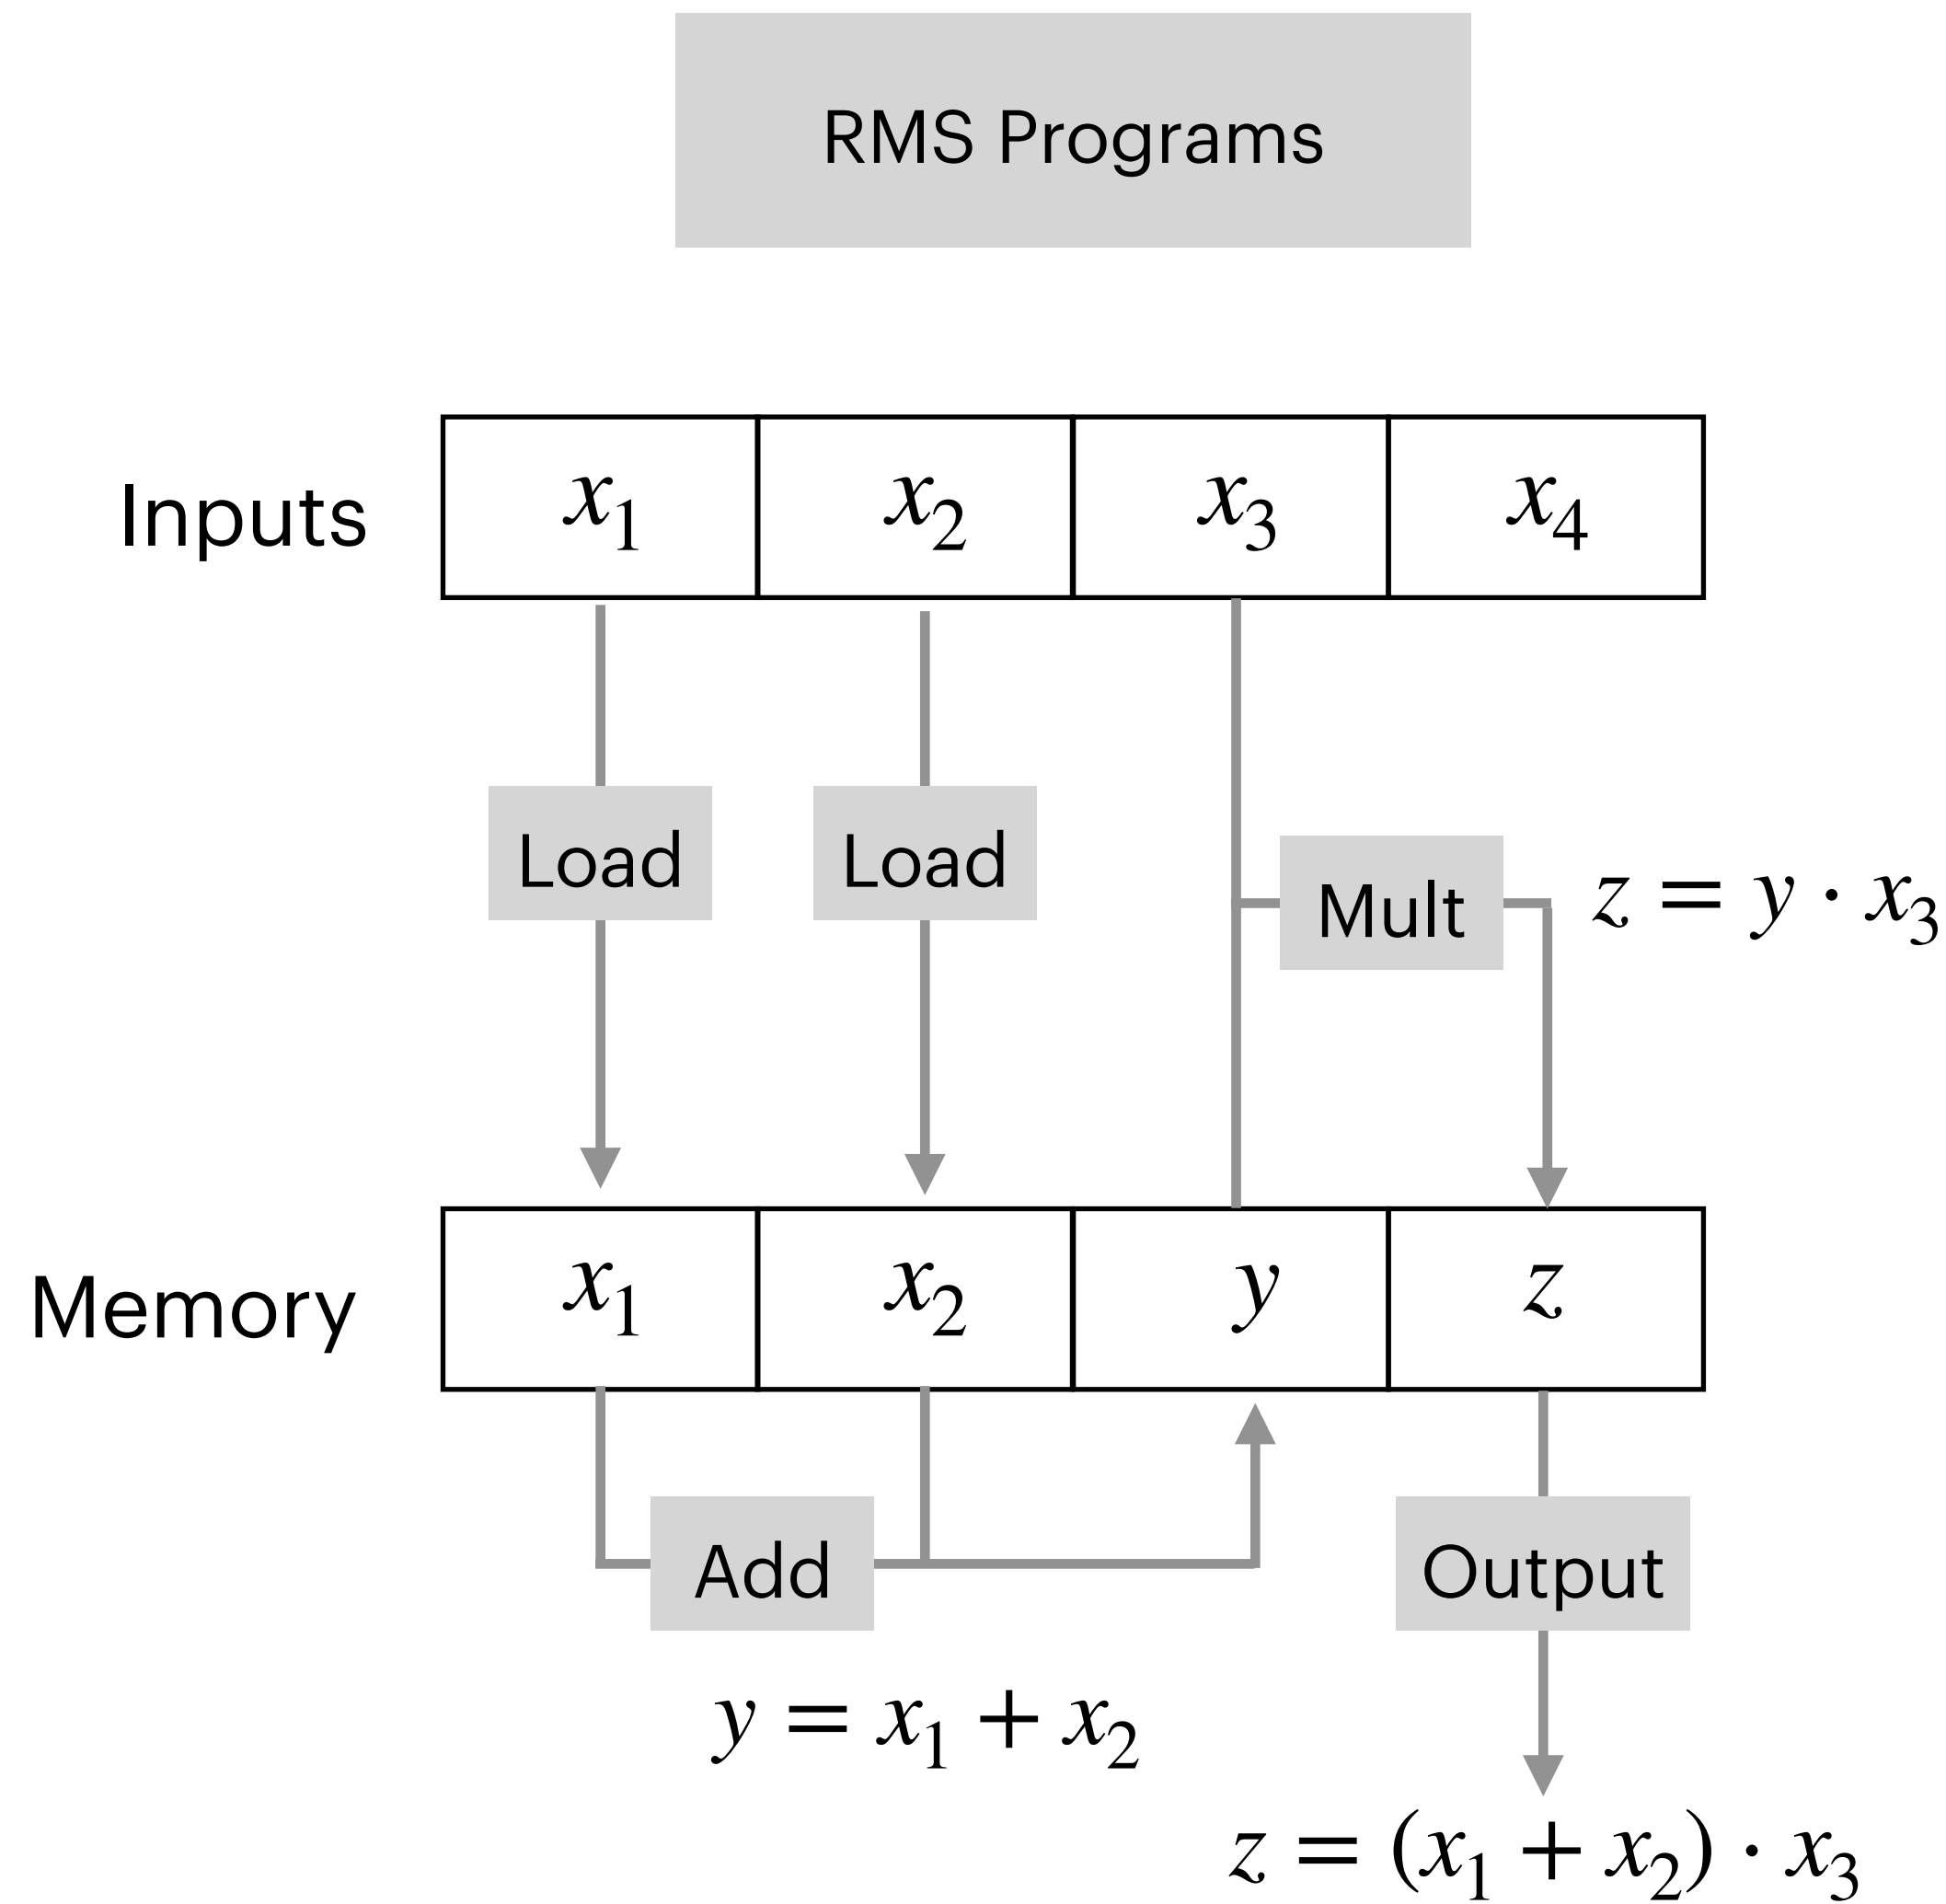 RMS Programs
Inputs x₁ x₂ x₃ x₄
Load Load Mult z = y · x₃
Memory x₁ x₂ y z
Add Output
y = x₁ + x₂
z = (x₁ + x₂) · x₃